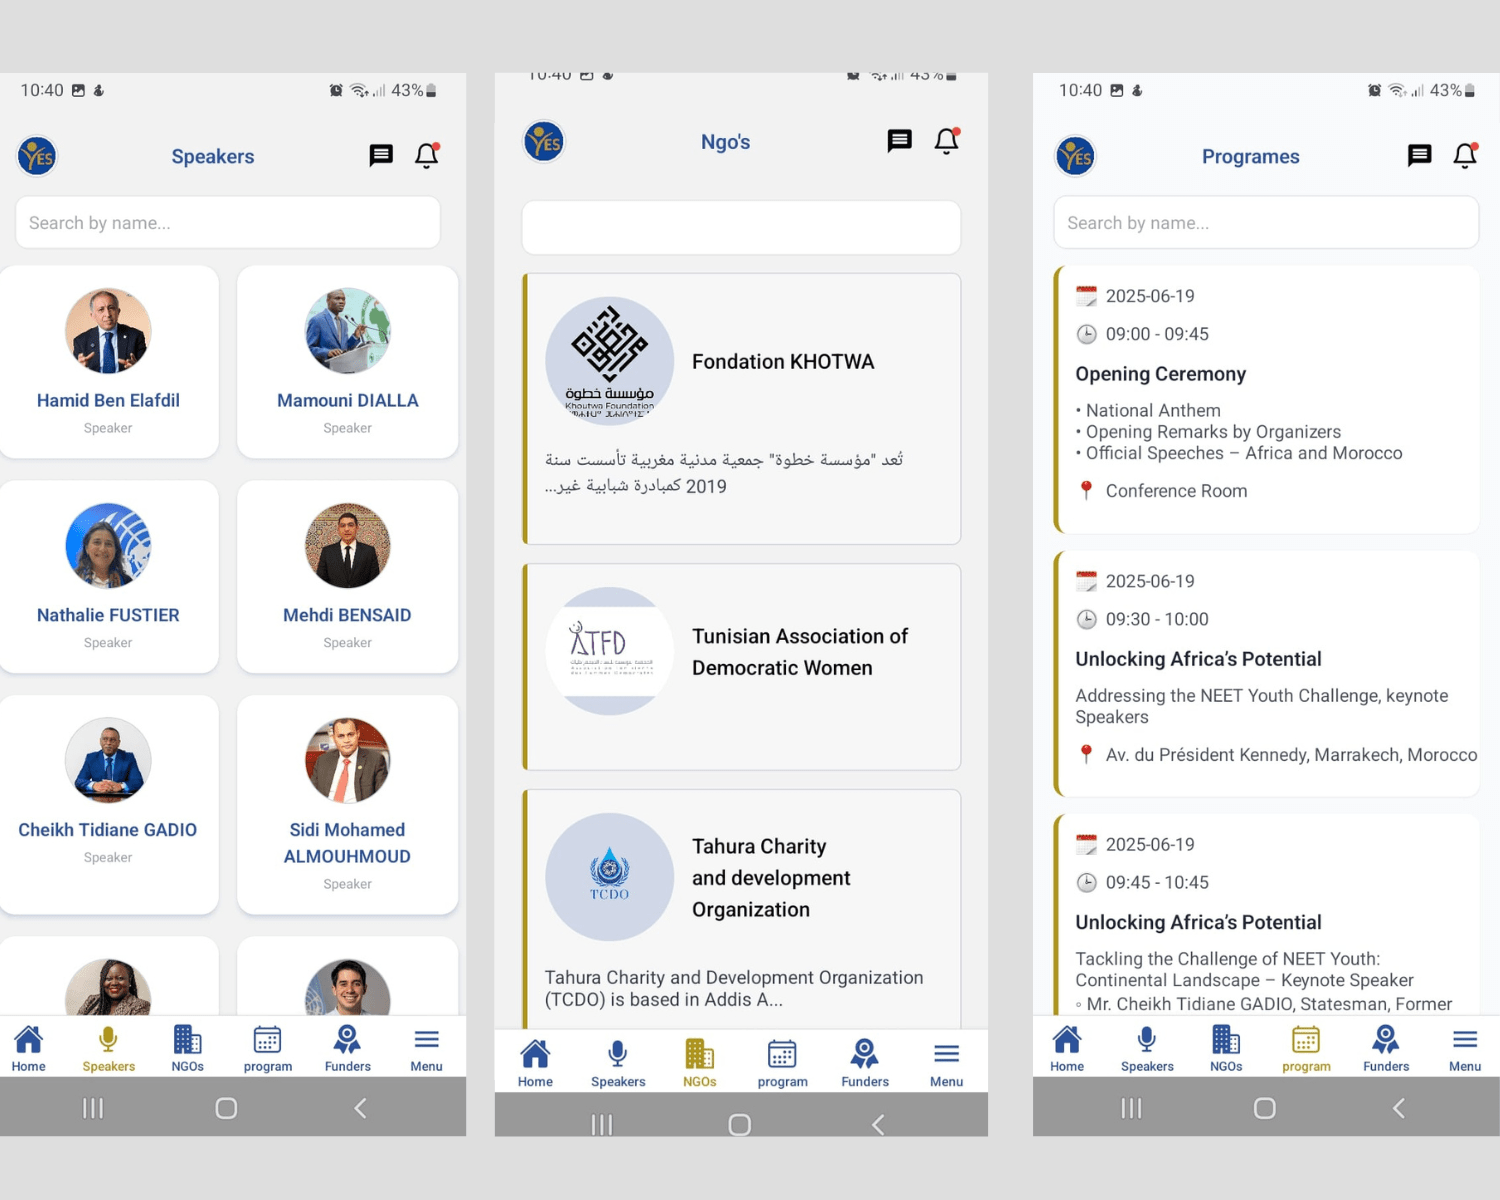 10:40
43%
YES
Speakers
Search by name...
Hamid Ben Elafdil
Speaker
Mamouni DIALLA
Speaker
Nathalie FUSTIER
Speaker
Mehdi BENSAID
Speaker
Cheikh Tidiane GADIO
Speaker
Sidi Mohamed
ALMOUHMOUD
Speaker
Home
Speakers
NGOs
program
Funders
Menu
10:40
43%
YES
Ngo's
مؤسسة خطوة
Khoutwa Foundation
Fondation KHOTWA
تُعد "مؤسسة خطوة" جمعية مدنية مغربية تأسست سنة
2019 كمبادرة شبابية غير...
ATFD
Tunisian Association of
Democratic Women
TCDO
Tahura Charity
and development
Organization
Tahura Charity and Development Organization
(TCDO) is based in Addis A...
Home
Speakers
NGOs
program
Funders
Menu
10:40
43%
YES
Programes
Search by name...
2025-06-19
09:00 - 09:45
Opening Ceremony
• National Anthem
• Opening Remarks by Organizers
• Official Speeches – Africa and Morocco
Conference Room
2025-06-19
09:30 - 10:00
Unlocking Africa’s Potential
Addressing the NEET Youth Challenge, keynote
Speakers
Av. du Président Kennedy, Marrakech, Morocco
2025-06-19
09:45 - 10:45
Unlocking Africa’s Potential
Tackling the Challenge of NEET Youth:
Continental Landscape – Keynote Speaker
◦ Mr. Cheikh Tidiane GADIO, Statesman, Former
Home
Speakers
NGOs
program
Funders
Menu